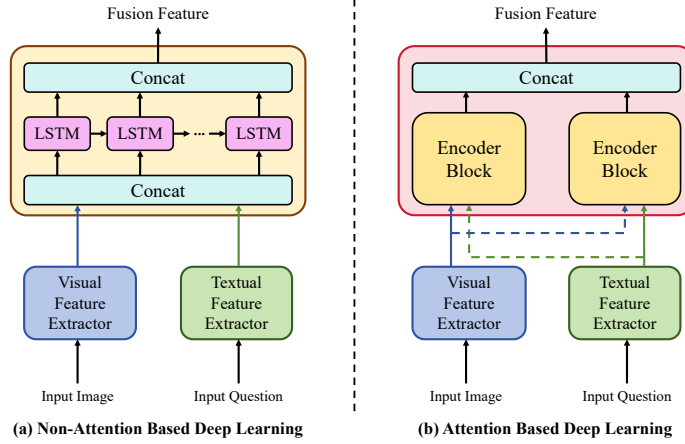 Fusion Feature
Concat
LSTM
LSTM
...
LSTM
Concat
Visual
Feature
Extractor
Textual
Feature
Extractor
Input Image
Input Question
(a) Non-Attention Based Deep Learning
Fusion Feature
Concat
Encoder
Block
Encoder
Block
Visual
Feature
Extractor
Textual
Feature
Extractor
Input Image
Input Question
(b) Attention Based Deep Learning